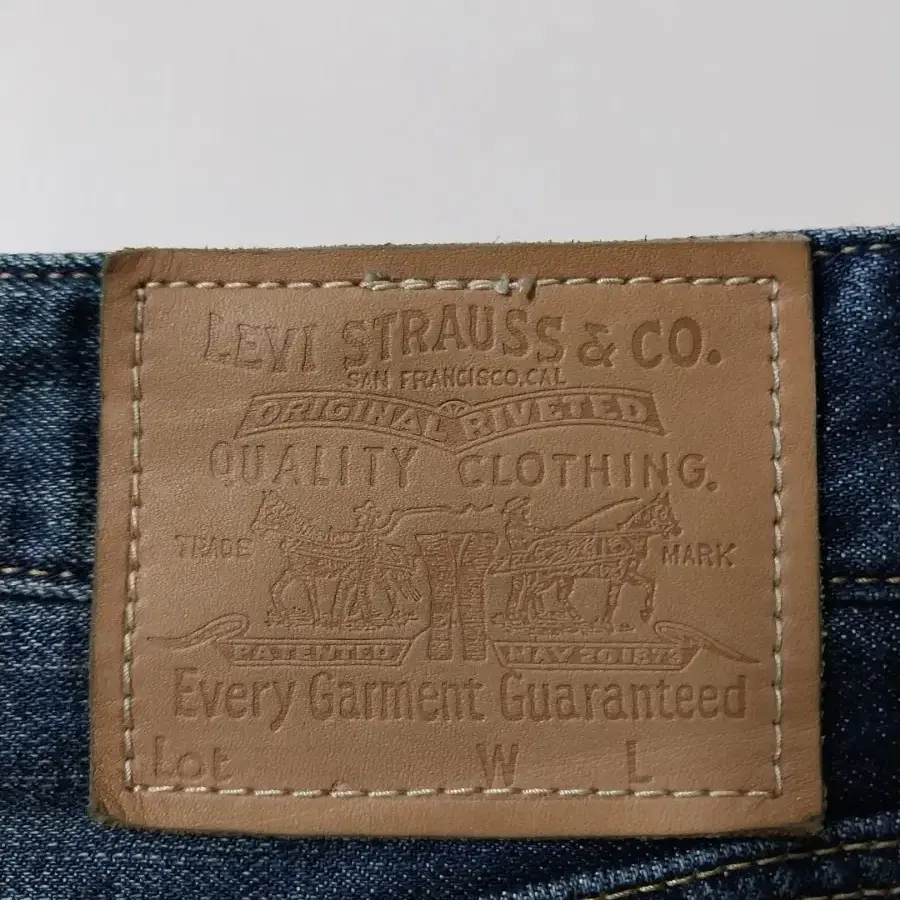 LEVI STRAUSS & CO.
SAN FRANCISCO, CAL
ORIGINAL RIVETED
QUALITY CLOTHING.
TRADE MARK
PATENTED MAY 20 1873
Every Garment Guaranteed
Lot W L